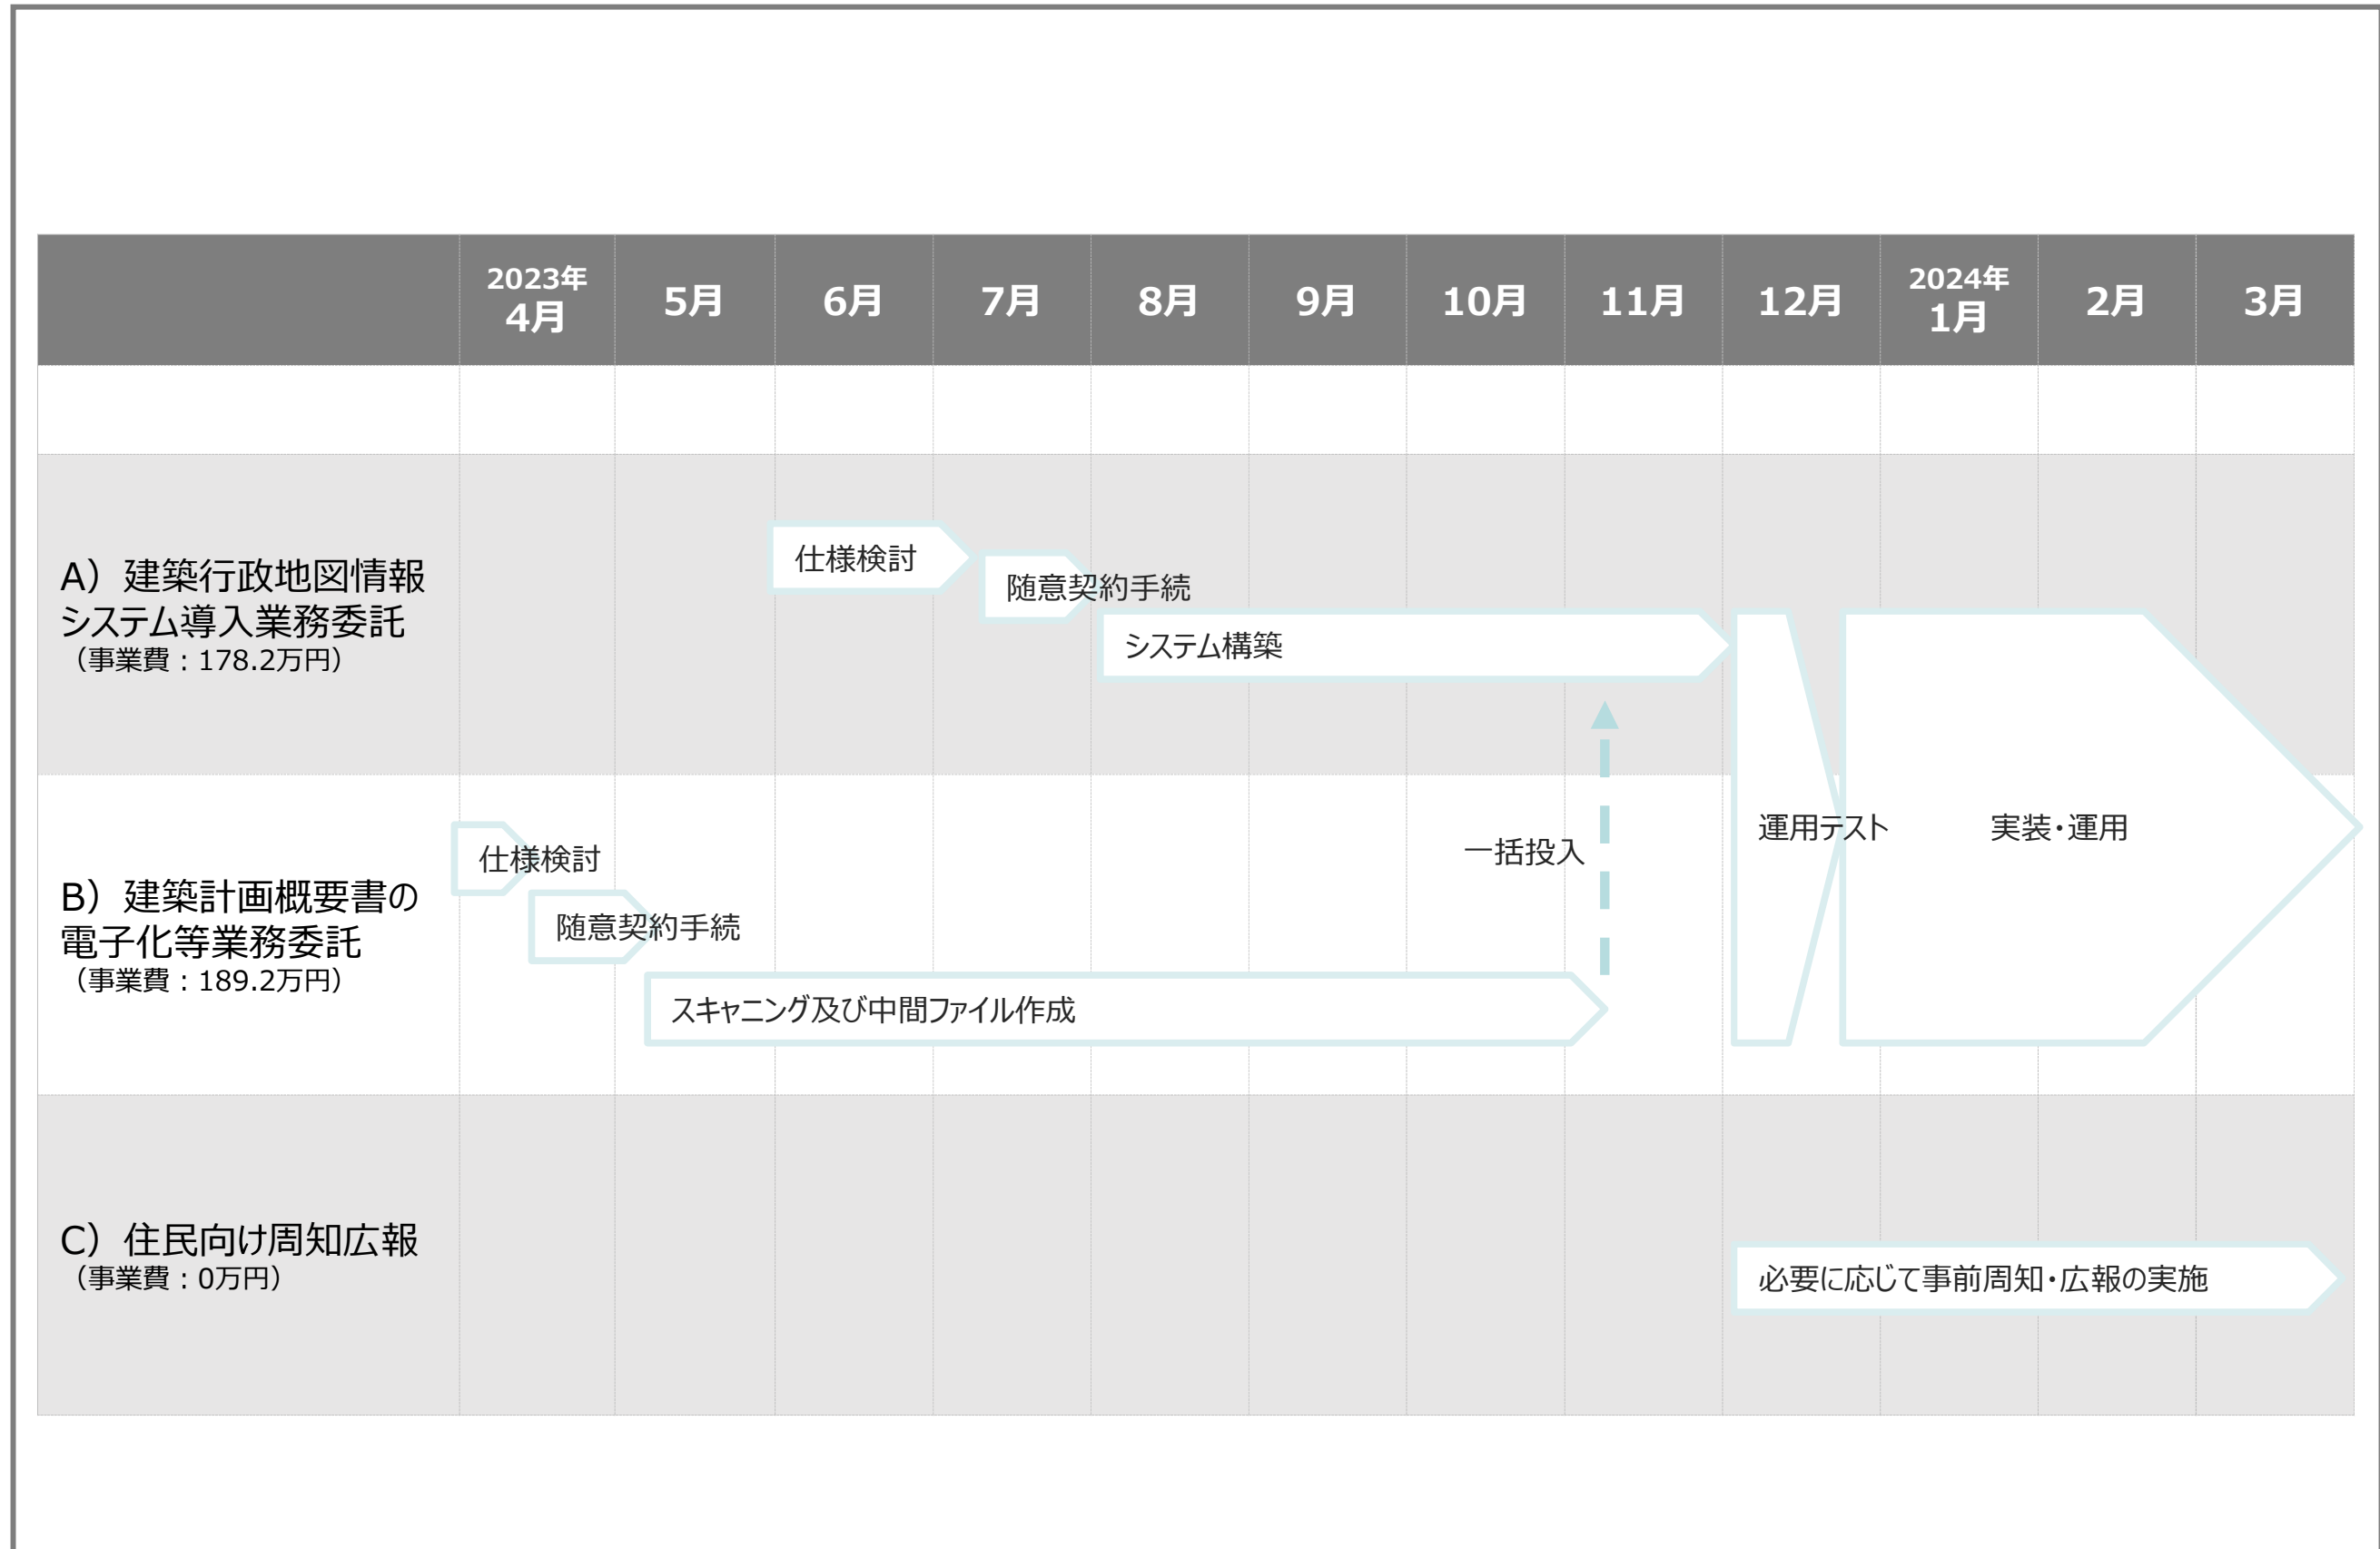 2023年
4月
5月
6月
7月
8月
9月
10月
11月
12月
2024年
1月
2月
3月
A）建築行政地図情報
システム導入業務委託
（事業費：178.2万円）
仕様検討
随意契約手続
システム構築
B）建築計画概要書の
電子化等業務委託
（事業費：189.2万円）
仕様検討
随意契約手続
スキャニング及び中間ファイル作成
一括投入
運用テスト
実装・運用
C）住民向け周知広報
（事業費：0万円）
必要に応じて事前周知・広報の実施